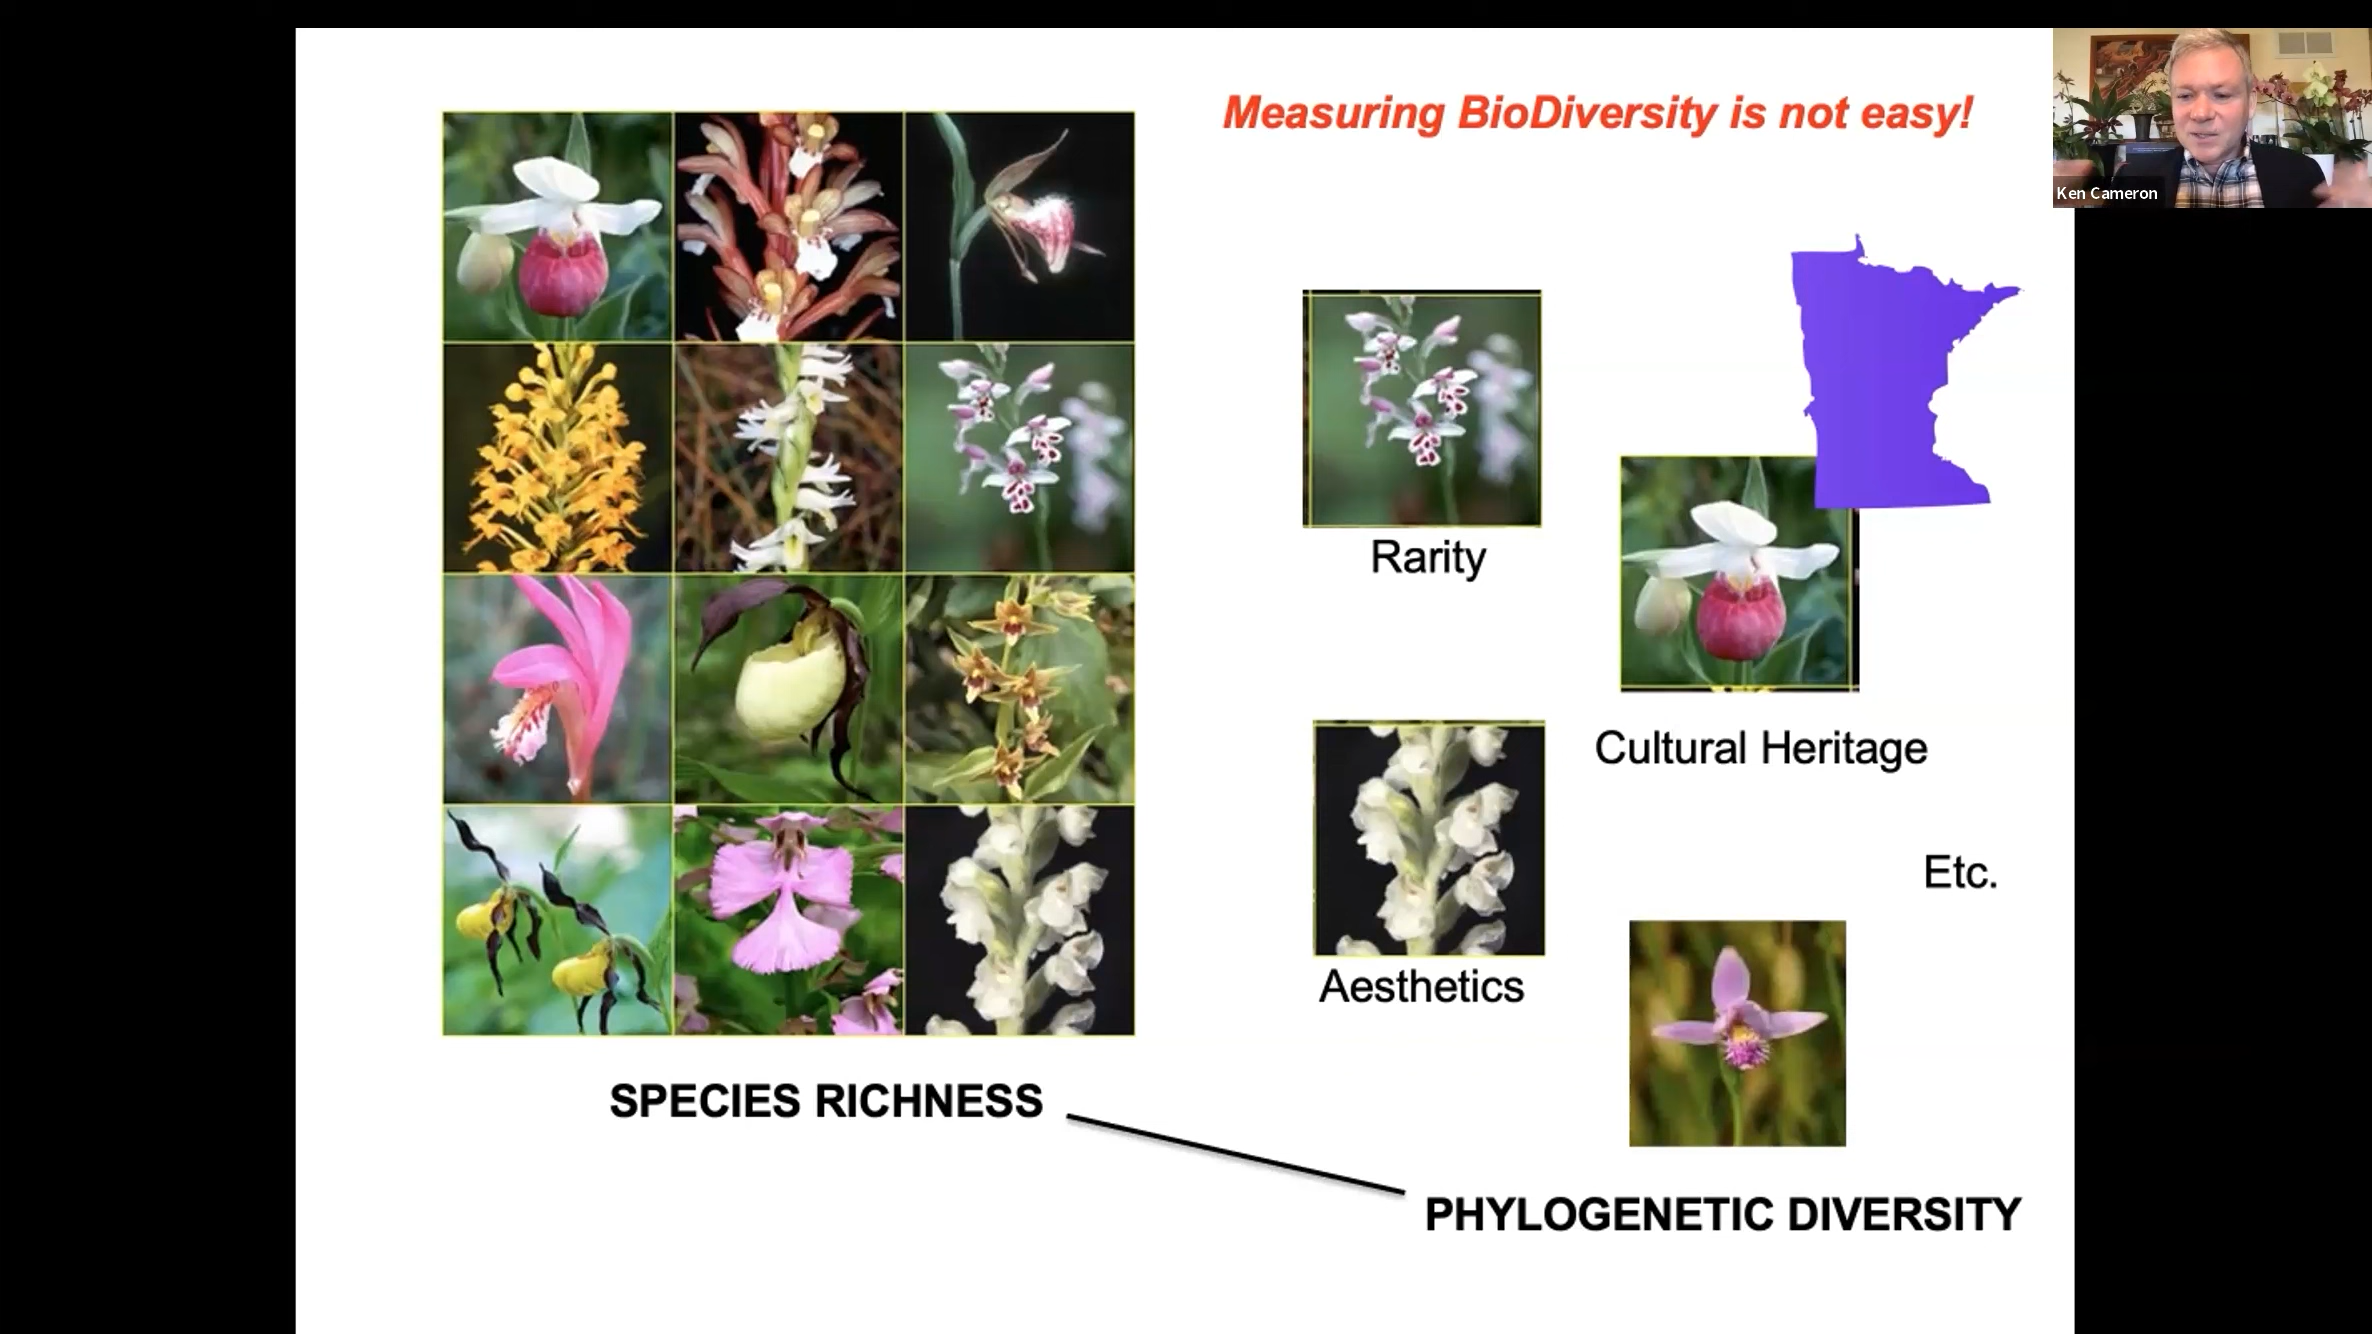 Measuring BioDiversity is not easy!
Ken Cameron
Rarity
Cultural Heritage
Aesthetics
Etc.
SPECIES RICHNESS
PHYLOGENETIC DIVERSITY